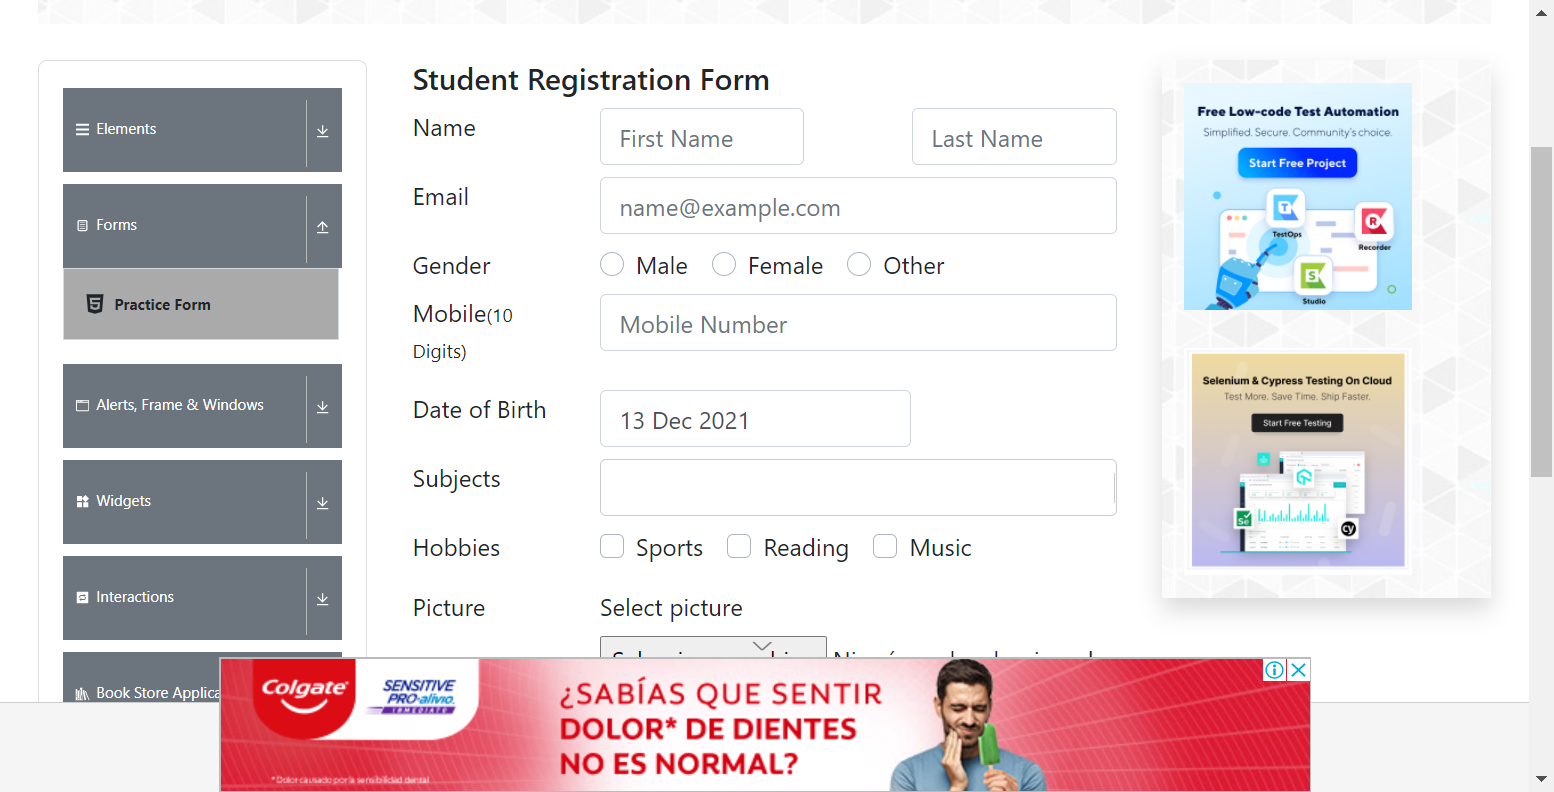 Elements
Forms
Practice Form
Alerts, Frame & Windows
Widgets
Interactions
Book Store Applica
Student Registration Form
Name
First Name
Last Name
Email
name@example.com
Gender
Male
Female
Other
Mobile(10
Digits)
Mobile Number
Date of Birth
13 Dec 2021
Subjects
Hobbies
Sports
Reading
Music
Picture
Select picture
Free Low-code Test Automation
Simplified. Secure. Community's choice.
Start Free Project
TestOps
Recorder
Studio
Selenium & Cypress Testing On Cloud
Test More. Save Time. Ship Faster.
Start Free Testing
Se
cy
Colgate
SENSITIVE
PRO-alivio
INMEDIATO
¿SABÍAS QUE SENTIR
DOLOR* DE DIENTES
NO ES NORMAL?
*Dolor causado por la sensibilidad dental